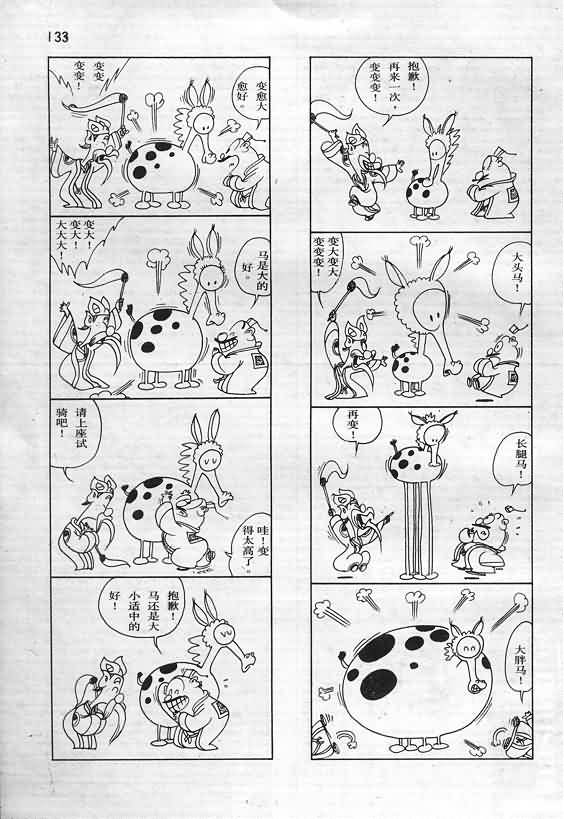 133
变变
变变！
变愈大
愈好。
变大！
变大！
大大大！
马是大的
好。
请上座试
骑吧！
哇！变
得太高了。
抱歉！
马还是大
小适中的
好！
抱歉！
再来一次，
变变变！
变大变大
变变变！
大头马！
再变！
长腿马！
大胖马！